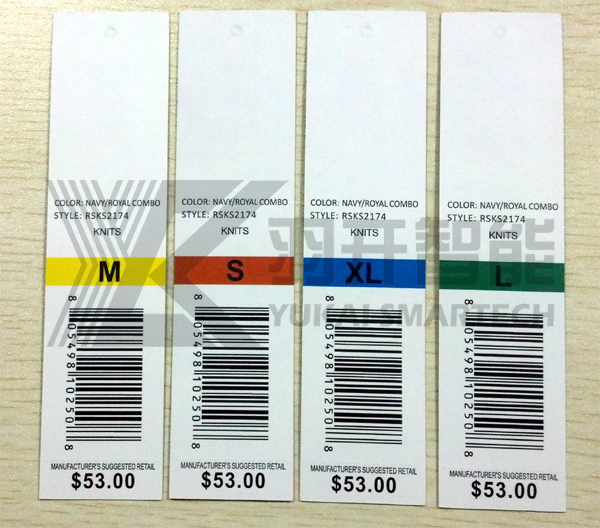 COLOR: NAVY/ROYAL COMBO
STYLE: RSKS2174
KNITS
M
8 05498 10250 8
MANUFACTURER'S SUGGESTED RETAIL
$53.00
COLOR: NAVY/ROYAL COMBO
STYLE: RSKS2174
KNITS
S
8 05498 10250 8
MANUFACTURER'S SUGGESTED RETAIL
$53.00
COLOR: NAVY/ROYAL COMBO
STYLE: RSKS2174
KNITS
XL
8 05498 10250 8
MANUFACTURER'S SUGGESTED RETAIL
$53.00
COLOR: NAVY/ROYAL COMBO
STYLE: RSKS2174
KNITS
L
8 05498 10250 8
MANUFACTURER'S SUGGESTED RETAIL
$53.00
YK
羽开智能
YUKAI SMARTECH